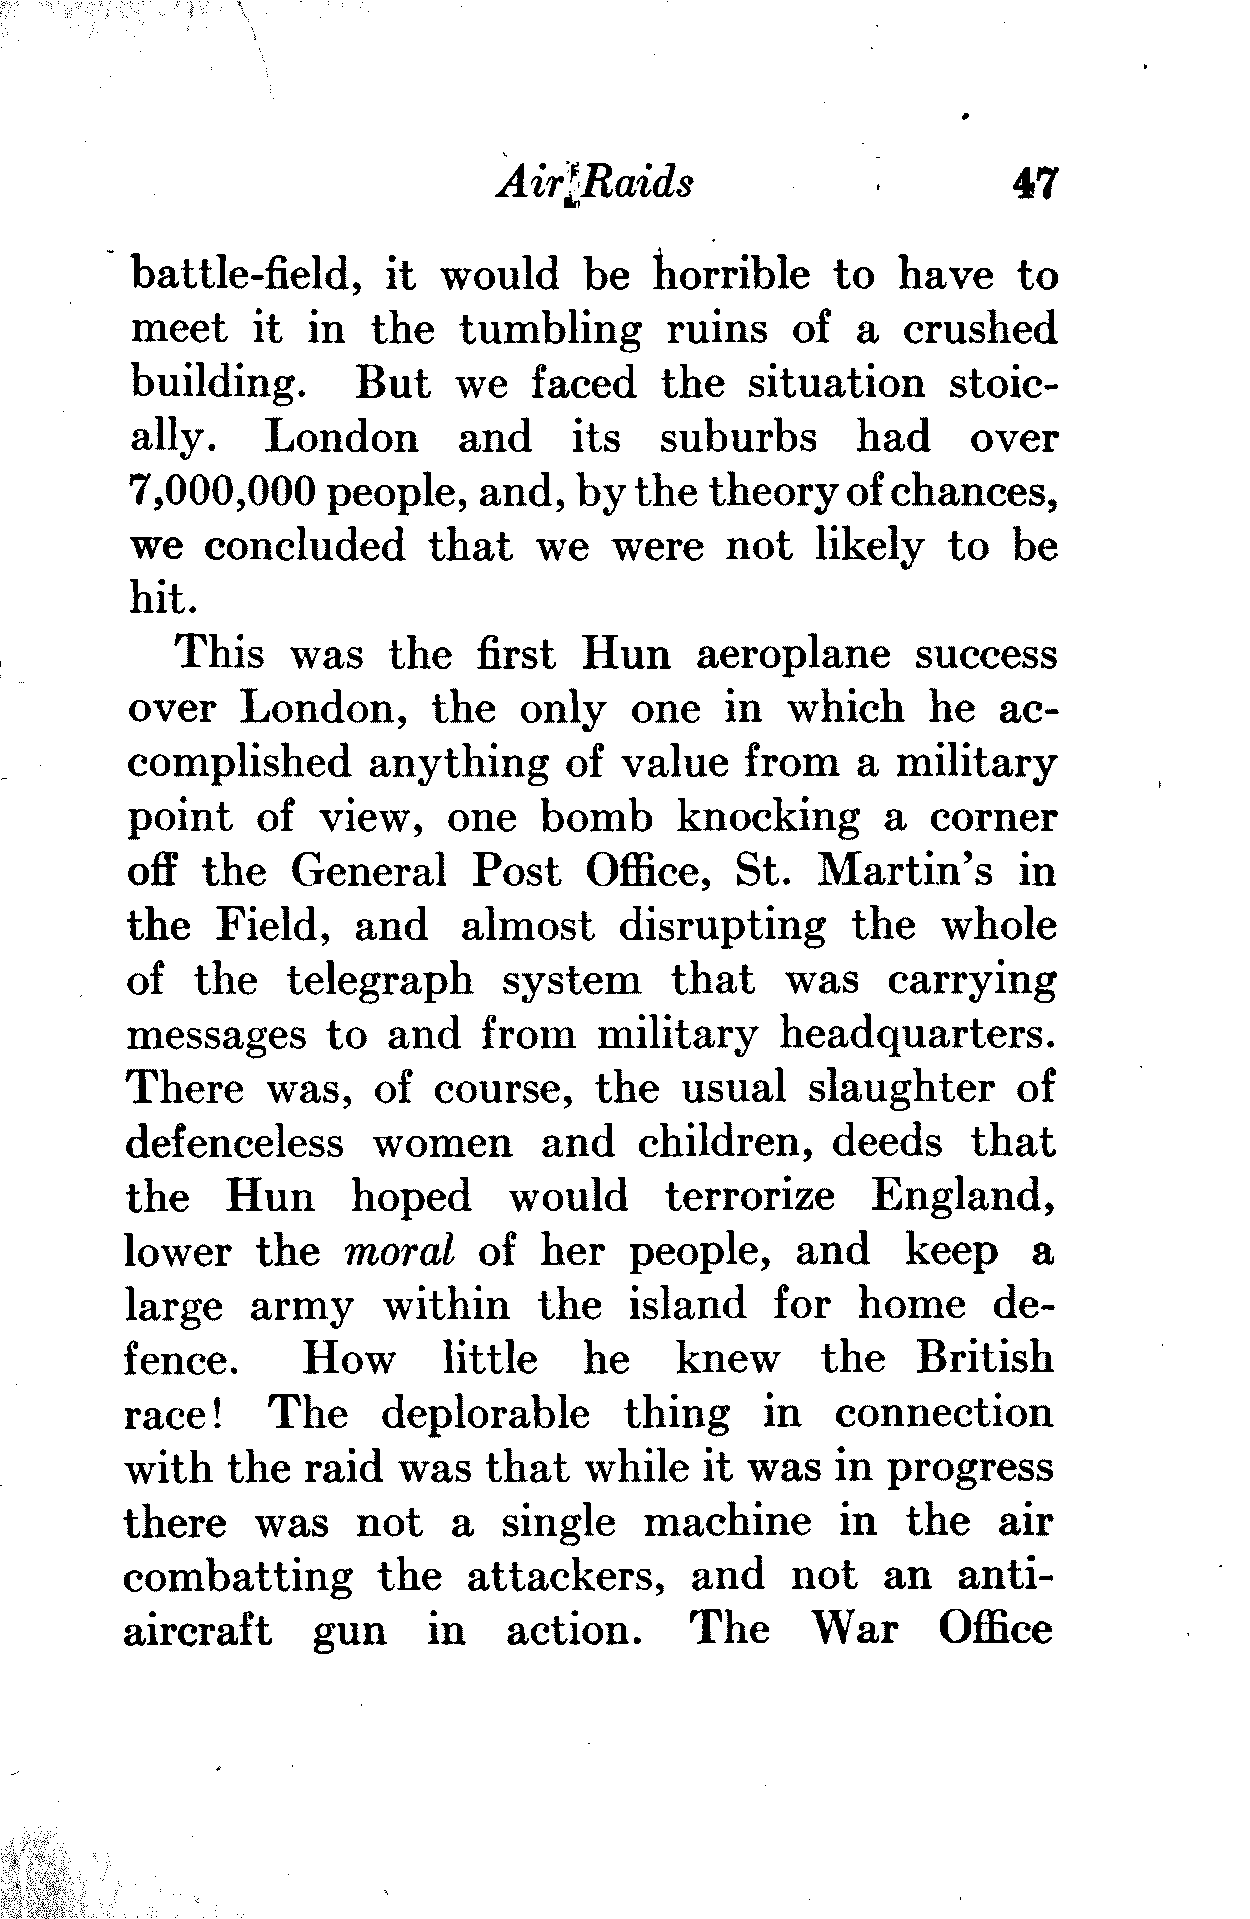 Air Raids 47
battle-field, it would be horrible to have to
meet it in the tumbling ruins of a crushed
building. But we faced the situation stoic-
ally. London and its suburbs had over
7,000,000 people, and, by the theory of chances,
we concluded that we were not likely to be
hit.
This was the first Hun aeroplane success
over London, the only one in which he ac-
complished anything of value from a military
point of view, one bomb knocking a corner
off the General Post Office, St. Martin's in
the Field, and almost disrupting the whole
of the telegraph system that was carrying
messages to and from military headquarters.
There was, of course, the usual slaughter of
defenceless women and children, deeds that
the Hun hoped would terrorize England,
lower the moral of her people, and keep a
large army within the island for home de-
fence. How little he knew the British
race! The deplorable thing in connection
with the raid was that while it was in progress
there was not a single machine in the air
combatting the attackers, and not an anti-
aircraft gun in action. The War Office